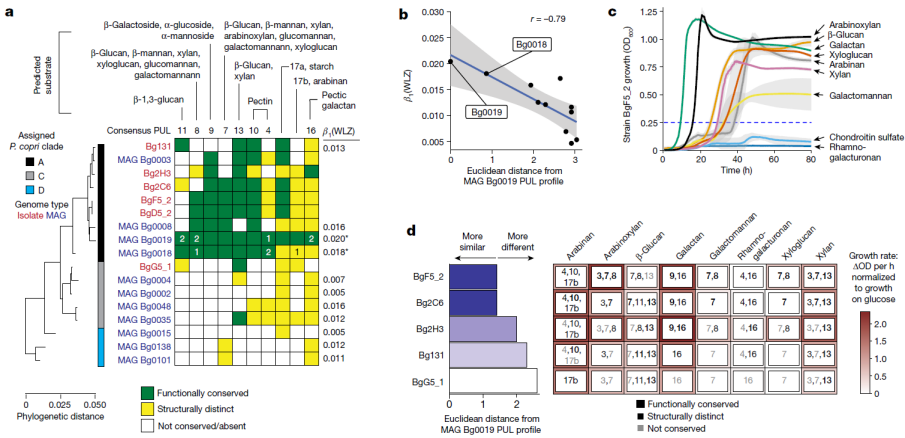 a
Predicted
substrate
β-Galactoside, α-glucoside,
α-mannoside
β-Glucan, β-mannan, xylan,
xyloglucan, glucomannan,
galactomannan
β-Glucan, β-mannan, xylan,
arabinoxylan, glucomannan,
galactomannan, xyloglucan
β-Glucan,
xylan
17a, starch
17b, arabinan
β-1,3-glucan
Pectin
Pectic
galactan
Assigned
P. copri clade
A
C
D
Genome type
Isolate MAG
Consensus PUL 11 8 9 7 13 10 4 16 β₁(WLZ)
Bg131 0.013
MAG Bg0003
Bg2H3
Bg2C6
BgF5_2
BgD5_2
MAG Bg0008 0.016
MAG Bg0019 2 2 1 2 0.020*
MAG Bg0018 1 2 1 0.018*
BgG5_1
MAG Bg0004 0.007
MAG Bg0002 0.005
MAG Bg0048 0.016
MAG Bg0035 0.012
MAG Bg0015 0.005
MAG Bg0138 0.012
MAG Bg0101 0.011
0 0.025 0.050
Phylogenetic distance
Functionally conserved
Structurally distinct
Not conserved/absent
b
r = −0.79
β₁(WLZ)
0.030
0.025
0.020
0.015
0.010
0.005
Bg0018
Bg0019
0 1 2 3
Euclidean distance from
MAG Bg0019 PUL profile
c
Strain BgF5_2 growth (OD₆₀₀)
1.25
1.00
0.75
0.50
0.25
0
0 20 40 60 80
Time (h)
Arabinoxylan
β-Glucan
Galactan
Xyloglucan
Arabinan
Xylan
Galactomannan
Chondroitin sulfate
Rhamno-
galacturonan
d
More
similar
More
different
BgF5_2
Bg2C6
Bg2H3
Bg131
BgG5_1
0 1 2
Euclidean distance from
MAG Bg0019 PUL profile
Arabinan
Arabinoxylan
β-Glucan
Galactan
Galactomannan
Rhamno-
galacturonan
Xyloglucan
Xylan
4,10,
17b 3,7,8 7,8,13 9,16 7,8 4,16 7,8 3,7,13
4,10,
17b 3,7 7,11,13 9,16 7 4,16 7 3,7,13
4,10,
17b 3,7,8 7,8,13 9,16 7,8 4,16 7,8 3,7,13
4,10,
17b 3,7 7,11,13 16 7 4,16 7 3,7,13
17b 3,7 7,11,13 16 7 16 7 3,7,13
Functionally conserved
Structurally distinct
Not conserved
Growth rate:
ΔOD per h
normalized
to growth
on glucose
2.0
1.5
1.0
0.5
0